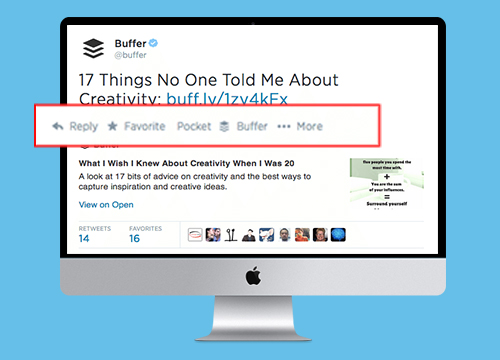 Buffer
@buffer
17 Things No One Told Me About
Creativity: buff.ly/1zy4kFx
Reply Favorite Pocket Buffer More
What I Wish I Knew About Creativity When I Was 20
A look at 17 bits of advice on creativity and the best ways to
capture inspiration and creative ideas.
View on Open
five people you spend the
most time with.
+
You are the sum
of your influences.
=
Surround yourself
RETWEETS FAVORITES
14 16